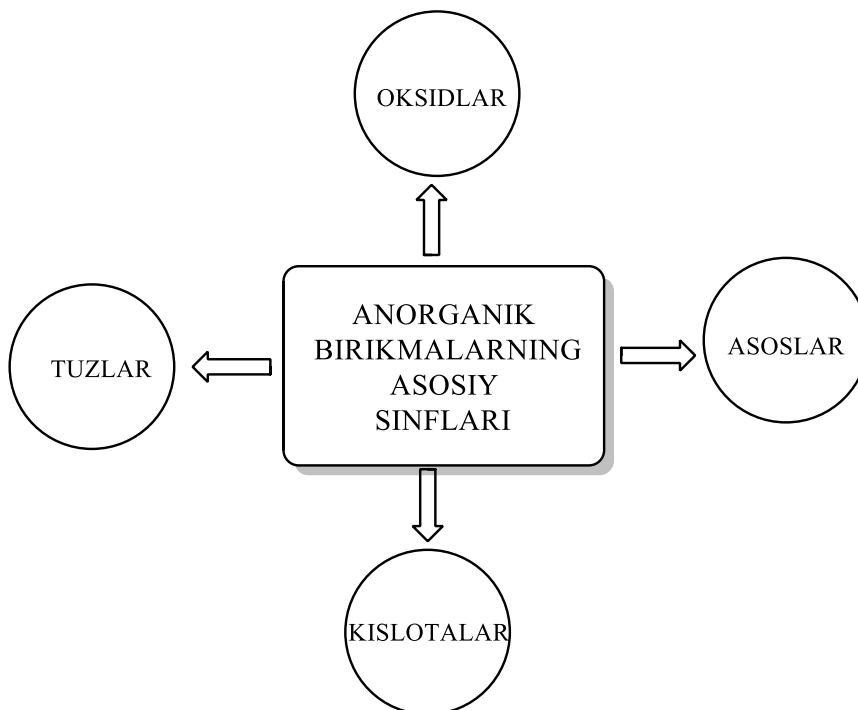 OKSIDLAR
ANORGANIK
BIRIKMALARNING
ASOSIY
SINFLARI
ASOSLAR
TUZLAR
KISLOTALAR